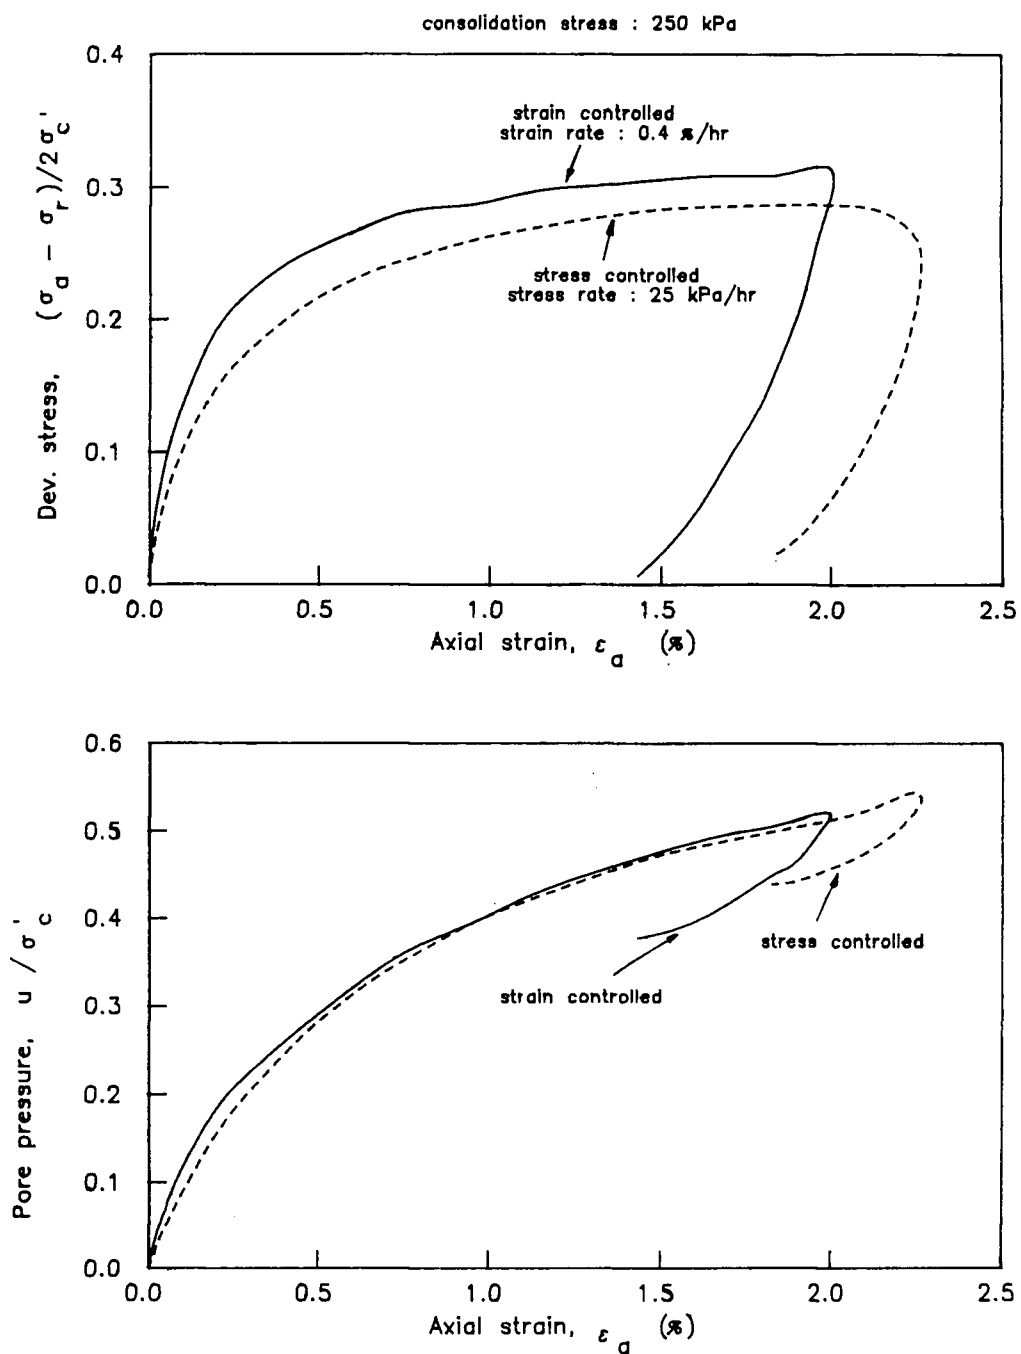 consolidation stress : 250 kPa
0.4
0.3
0.2
0.1
0.0
Dev. stress, (σa - σr)/2σc'
strain controlled
strain rate : 0.4 %/hr
stress controlled
stress rate : 25 kPa/hr
0.0 0.5 1.0 1.5 2.0 2.5
Axial strain, εa (%)
0.6
0.5
0.4
0.3
0.2
0.1
0.0
Pore pressure, u / σc'
stress controlled
strain controlled
0.0 0.5 1.0 1.5 2.0 2.5
Axial strain, εa (%)